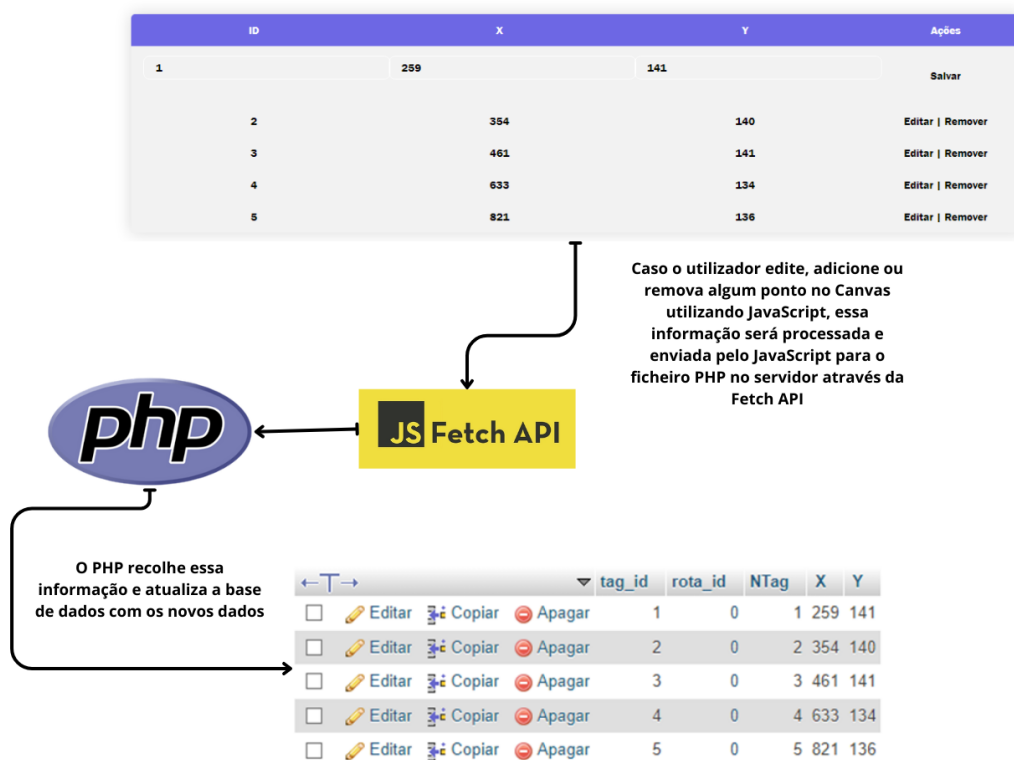 ID X Y Ações
1 259 141 Salvar
2 354 140 Editar | Remover
3 461 141 Editar | Remover
4 633 134 Editar | Remover
5 821 136 Editar | Remover
Caso o utilizador edite, adicione ou
remova algum ponto no Canvas
utilizando JavaScript, essa
informação será processada e
enviada pelo JavaScript para o
ficheiro PHP no servidor através da
Fetch API
php
JS Fetch API
O PHP recolhe essa
informação e atualiza a base
de dados com os novos dados
tag_id rota_id NTag X Y
Editar Copiar Apagar 1 0 1 259 141
Editar Copiar Apagar 2 0 2 354 140
Editar Copiar Apagar 3 0 3 461 141
Editar Copiar Apagar 4 0 4 633 134
Editar Copiar Apagar 5 0 5 821 136